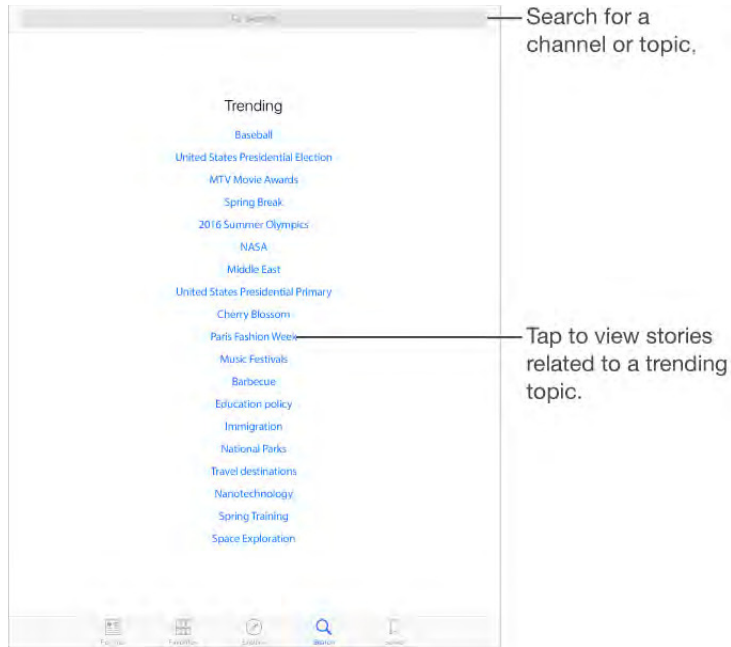 Search
Search for a
channel or topic,
Trending
Baseball
United States Presidential Election
MTV Movie Awards
Spring Break
2016 Summer Olympics
NASA
Middle East
United States Presidential Primary
Cherry Blossom
Paris Fashion Week
Tap to view stories
related to a trending
topic.
Music Festivals
Barbecue
Education policy
Immigration
National Parks
Travel destinations
Nanotechnology
Spring Training
Space Exploration
Search